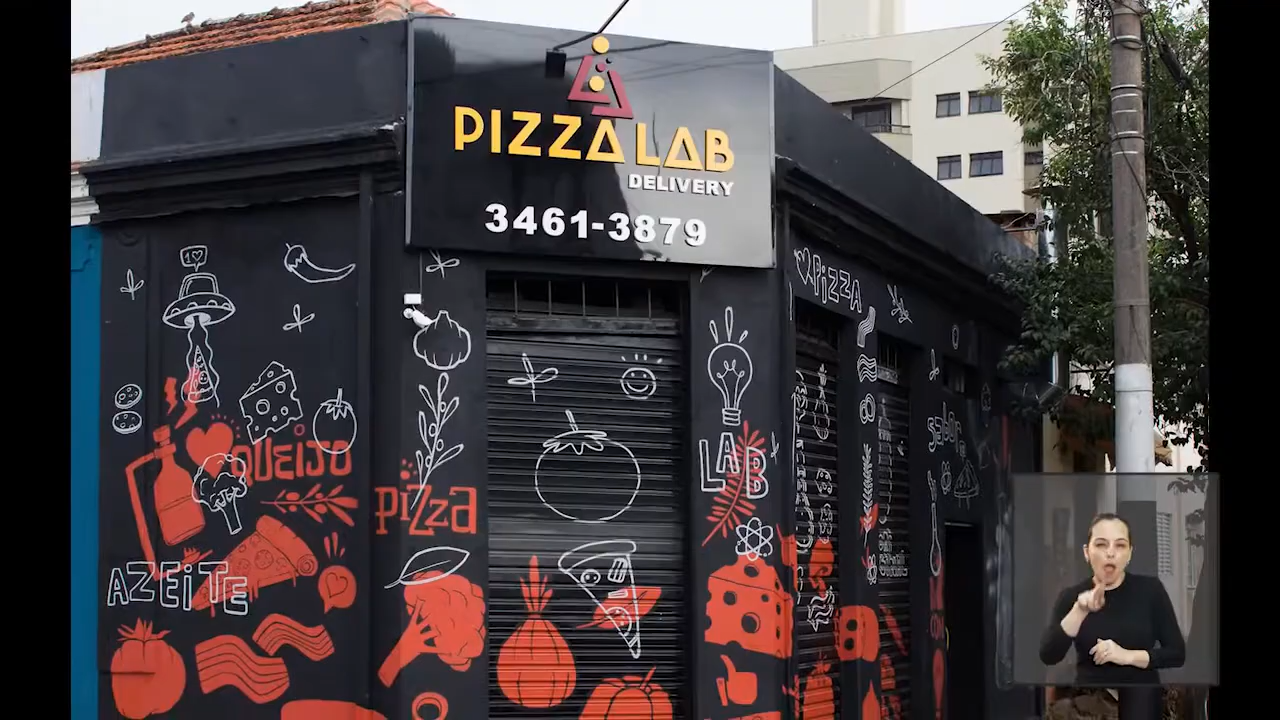 PIZZA LAB
DELIVERY
3461-3879
PIZZA
QUEIJO
PIZZA
LAB
AZEITE